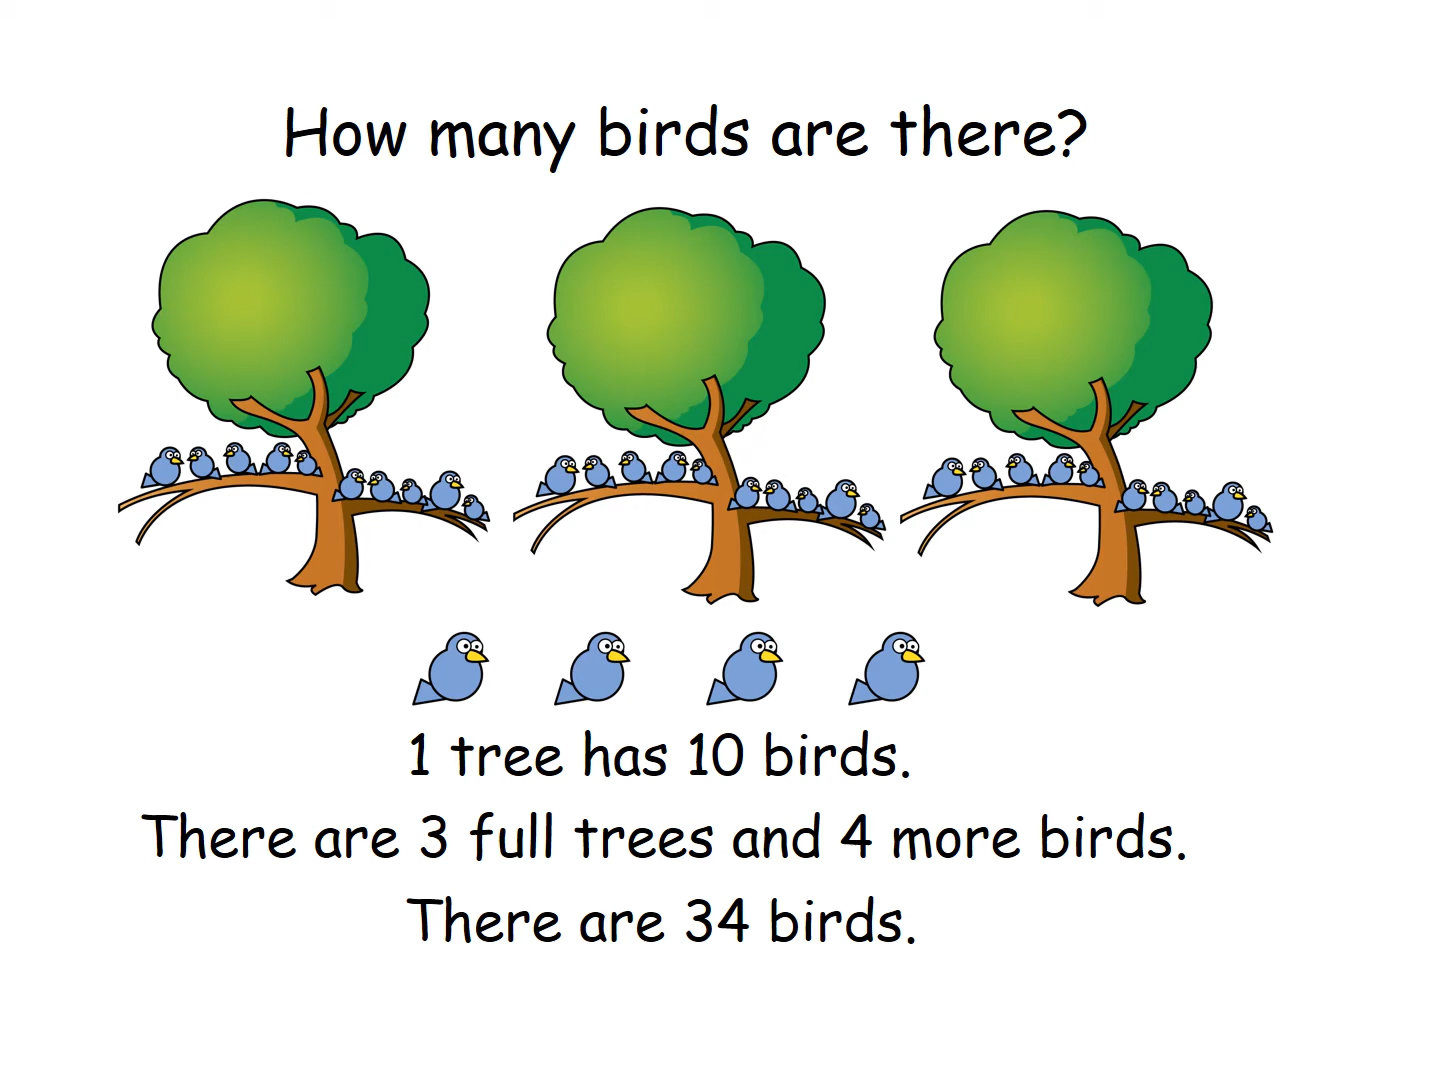 How many birds are there?
1 tree has 10 birds.
There are 3 full trees and 4 more birds.
There are 34 birds.